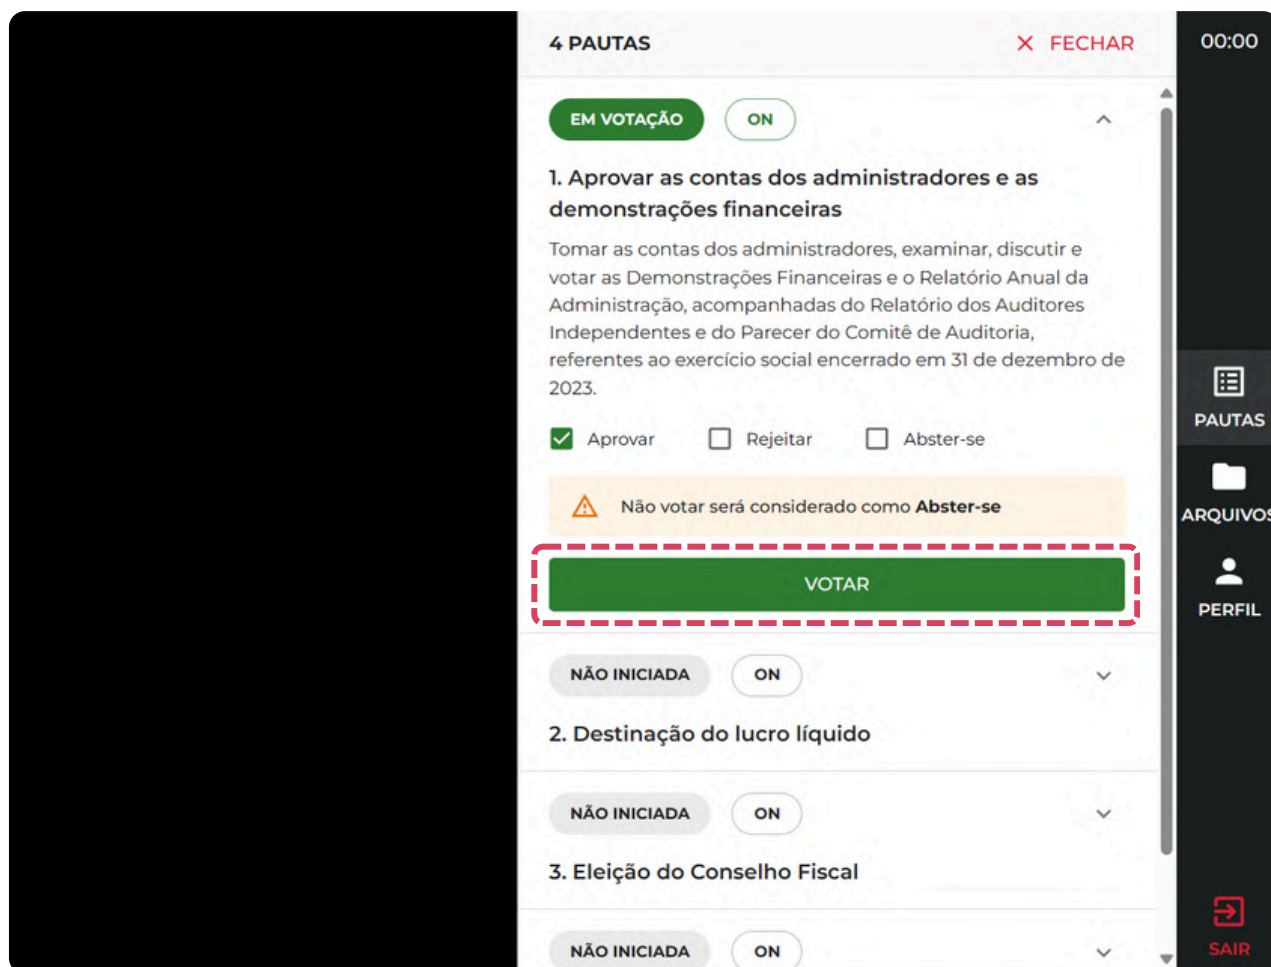 4 PAUTAS
FECHAR
00:00
EM VOTAÇÃO
ON
1. Aprovar as contas dos administradores e as
demonstrações financeiras
Tomar as contas dos administradores, examinar, discutir e
votar as Demonstrações Financeiras e o Relatório Anual da
Administração, acompanhadas do Relatório dos Auditores
Independentes e do Parecer do Comitê de Auditoria,
referentes ao exercício social encerrado em 31 de dezembro de
2023.
Aprovar
Rejeitar
Abster-se
Não votar será considerado como Abster-se
VOTAR
NÃO INICIADA
ON
2. Destinação do lucro líquido
NÃO INICIADA
ON
3. Eleição do Conselho Fiscal
NÃO INICIADA
ON
PAUTAS
ARQUIVOS
PERFIL
SAIR